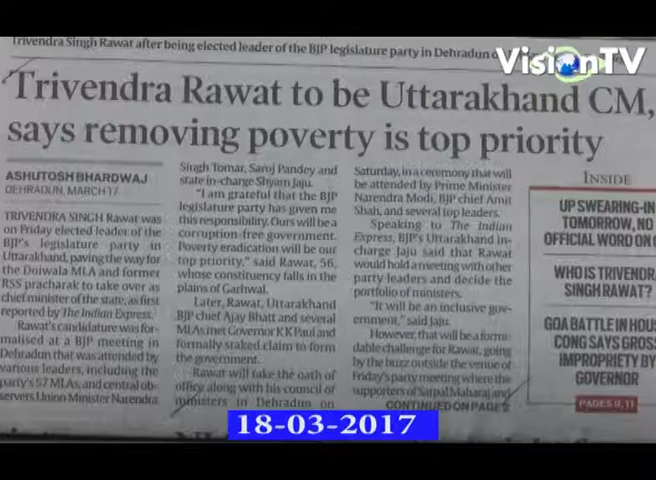 Trivendra Singh Rawat after being elected leader of the BJP legislature party in Dehradun
VisionTV
Trivendra Rawat to be Uttarakhand CM,
says removing poverty is top priority
ASHUTOSH BHARDWAJ
DEHRADUN, MARCH 17
TRIVENDRA SINGH Rawat was
on Friday elected leader of the
BJP's legislature party in
Uttarakhand, paving the way for
the Doiwala MLA and former
RSS pracharak to take over as
chief minister of the state, as first
reported by The Indian Express.
Rawat's candidature was for-
malised at a BJP meeting in
Dehradun that was attended by
various leaders, including the
party's 57 MLAs, and central ob-
servers Union Minister Narendra
Singh Tomar, Saroj Pandey and
state in-charge Shyam Jaju.
"I am grateful that the BJP
legislature party has given me
this responsibility. Ours will be a
corruption-free government.
Poverty eradication will be our
top priority," said Rawat, 56,
whose constituency falls in the
plains of Garhwal.
Later, Rawat, Uttarakhand
BJP chief Ajay Bhatt and several
MLAs met Governor K K Paul and
formally staked claim to form
the government.
Rawat will take the oath of
office along with his council of
ministers in Dehradun on
Saturday, in a ceremony that will
be attended by Prime Minister
Narendra Modi, BJP chief Amit
Shah, and several top leaders.
Speaking to The Indian
Express, BJP's Uttarakhand in-
charge Jaju said that Rawat
would hold a meeting with other
party leaders and decide the
portfolio of ministers.
"It will be an inclusive gov-
ernment," said Jaju.
However, that will be a formi-
dable challenge for Rawat, going
by the buzz outside the venue of
Friday's party meeting where the
supporters of Satpal Maharaj and
CONTINUED ON PAGE 2
INSIDE
UP SWEARING-IN
TOMORROW, NO
OFFICIAL WORD ON
WHO IS TRIVENDRA
SINGH RAWAT?
GOA BATTLE IN HOUS
CONG SAYS GROSS
IMPROPRIETY BY
GOVERNOR
PAGES 9, 11
18-03-2017